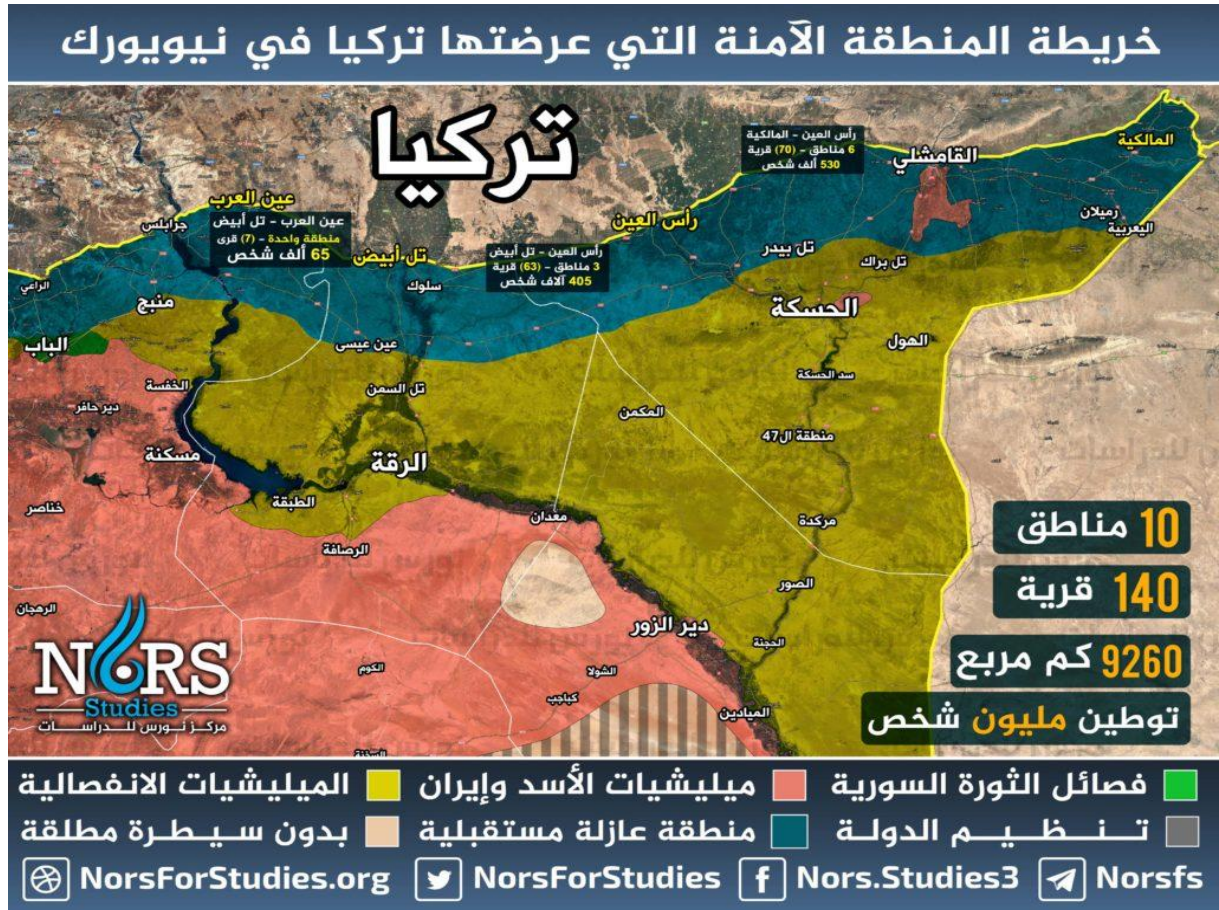 خريطة المنطقة الآمنة التي عرضتها تركيا في نيويورك
تركيا
رأس العين - المالكية
6 مناطق - (70) قرية
530 ألف شخص
القامشلي
المالكية
رميلان
اليعربية
عين العرب
جرابلس
عين العرب - تل أبيض
منطقة واحدة - (7) قرى
65 ألف شخص
تل أبيض
سلوك
رأس العين - تل أبيض
3 مناطق - (63) قرية
405 آلاف شخص
رأس العين
تل بيدر
تل براك
الراعي
منبج
الباب
عين عيسى
الحسكة
الهول
سد الحسكة
الخفسة
تل السمن
المكمن
دير حافر
منطقة ال47
مسكنة
الرقة
الطبقة
خناصر
معدان
مركدة
الرصافة
الصور
الرهجان
دير الزور
الحجنة
الكوم
الشولا
كباجب
الميادين
السخنة
10 مناطق
140 قرية
9260 كم مربع
توطين مليون شخص
NORS
Studies
مركز نورس للدراسات
فصائل الثورة السورية
ميليشيات الأسد وإيران
الميليشيات الانفصالية
تنظيم الدولة
منطقة عازلة مستقبلية
بدون سيطرة مطلقة
NorsForStudies.org
NorsForStudies
Nors.Studies3
Norsfs